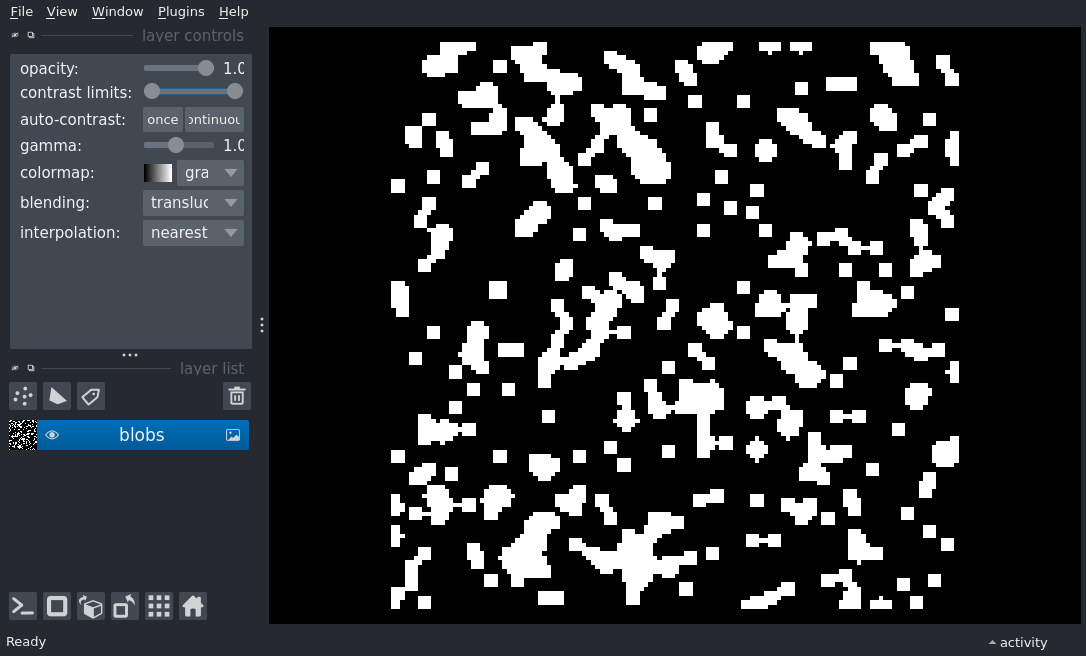 File View Window Plugins Help
layer controls
opacity: 1.0
contrast limits:
auto-contrast: once ontinuou
gamma: 1.0
colormap: gra
blending: transluc
interpolation: nearest
layer list
blobs
Ready
activity